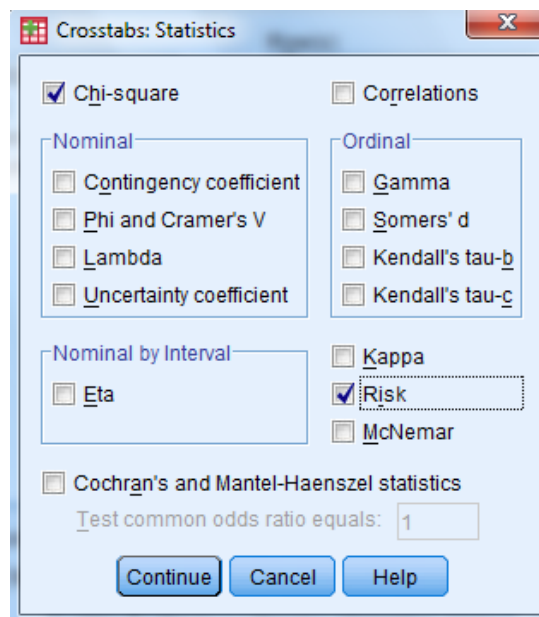 Crosstabs: Statistics
Chi-square
Correlations
Nominal
Contingency coefficient
Phi and Cramer's V
Lambda
Uncertainty coefficient
Ordinal
Gamma
Somers' d
Kendall's tau-b
Kendall's tau-c
Nominal by Interval
Eta
Kappa
Risk
McNemar
Cochran's and Mantel-Haenszel statistics
Test common odds ratio equals: 1
Continue Cancel Help